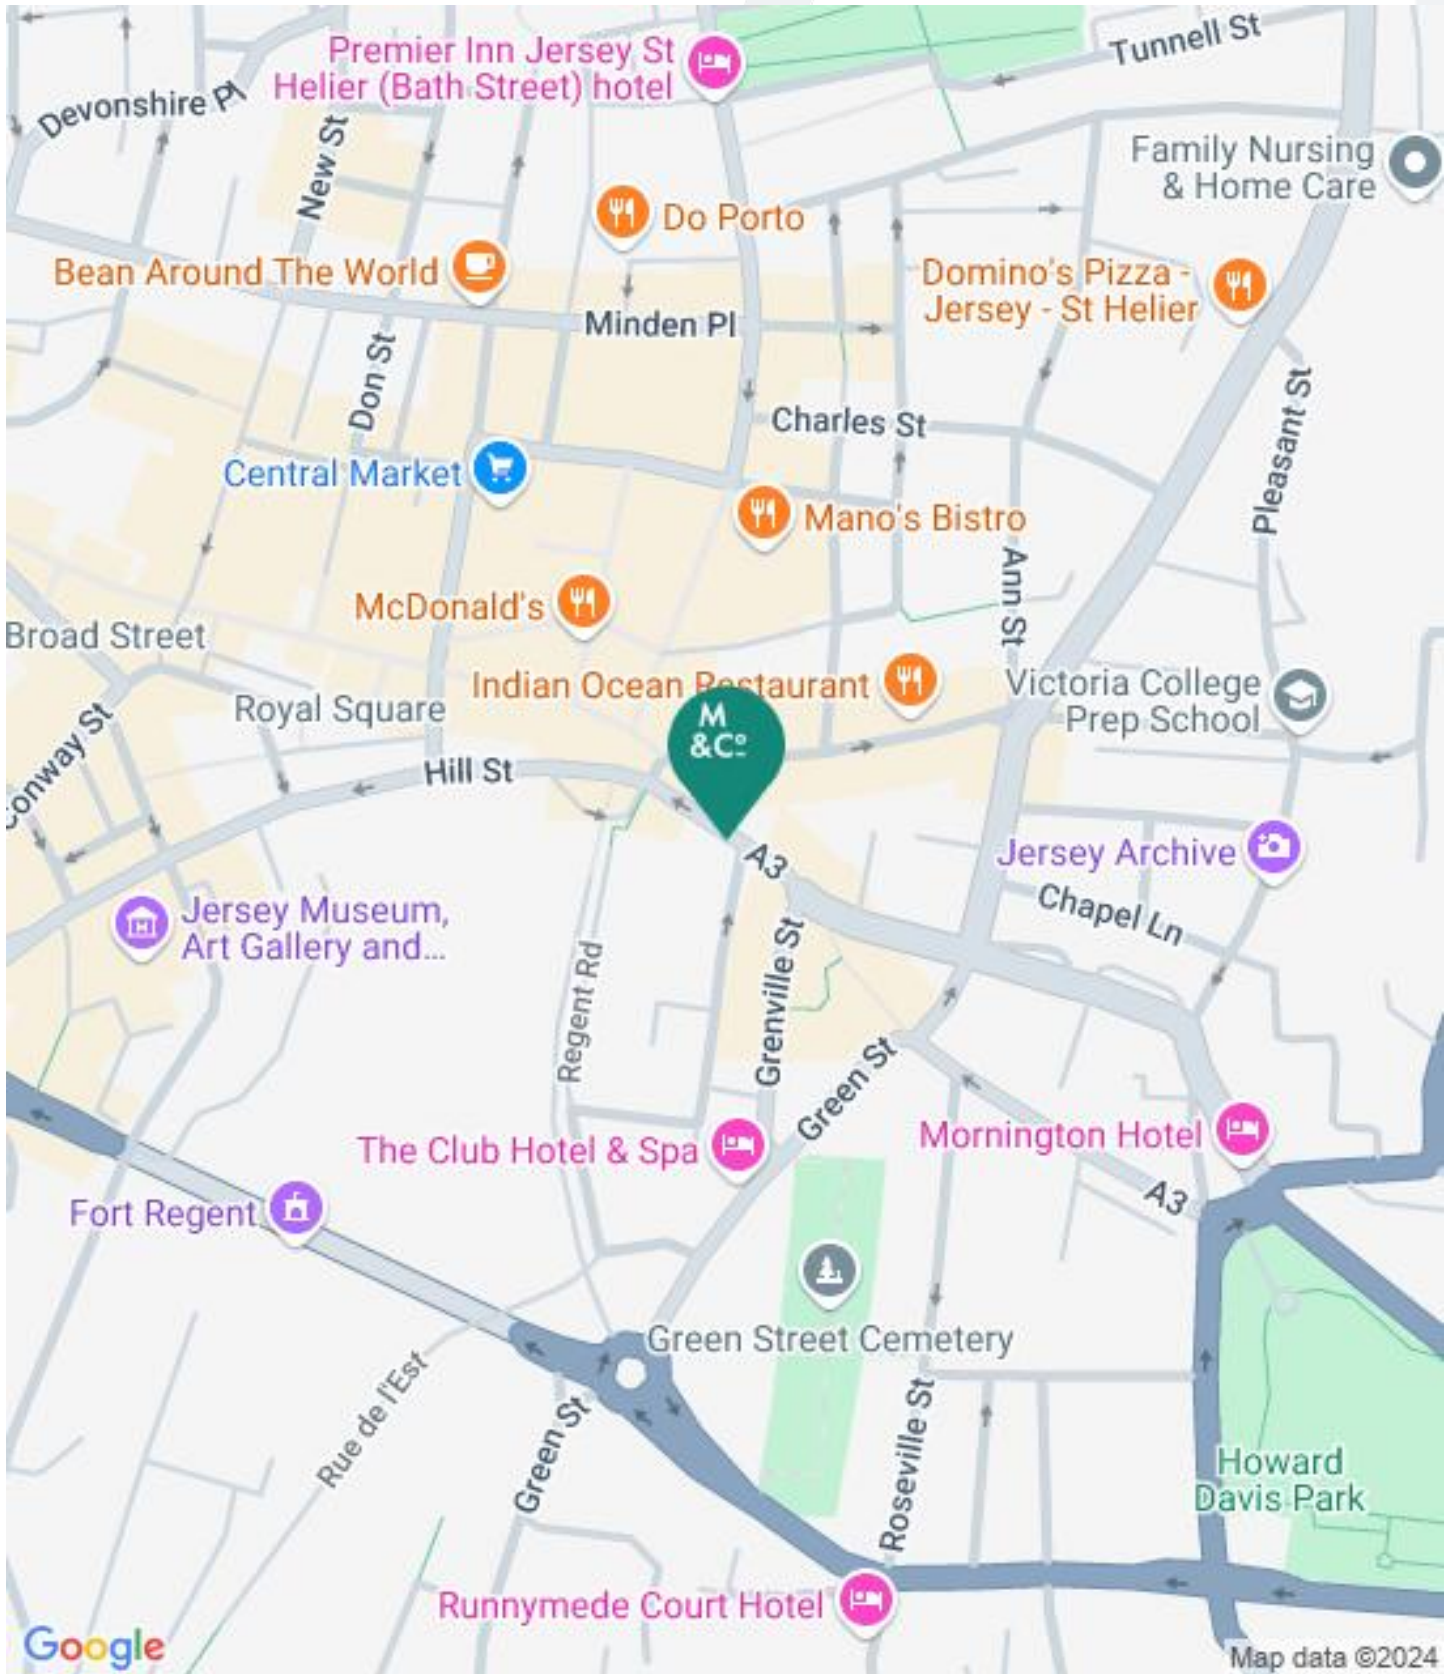 Tunnell St
Premier Inn Jersey St
Helier (Bath Street) hotel
Devonshire Pl
New St
Family Nursing
& Home Care
Do Porto
Bean Around The World
Domino's Pizza -
Jersey - St Helier
Minden Pl
Don St
Charles St
Pleasant St
Central Market
Mano's Bistro
Ann St
McDonald's
Broad Street
Indian Ocean Restaurant
Victoria College
Prep School
Royal Square
M
&Cº
Conway St
Hill St
A3
Jersey Archive
Chapel Ln
Jersey Museum,
Art Gallery and...
Grenville St
Regent Rd
Green St
The Club Hotel & Spa
Mornington Hotel
A3
Fort Regent
Green Street Cemetery
Rue de l'Est
Green St
Roseville St
Howard
Davis Park
Runnymede Court Hotel
Google
Map data ©2024